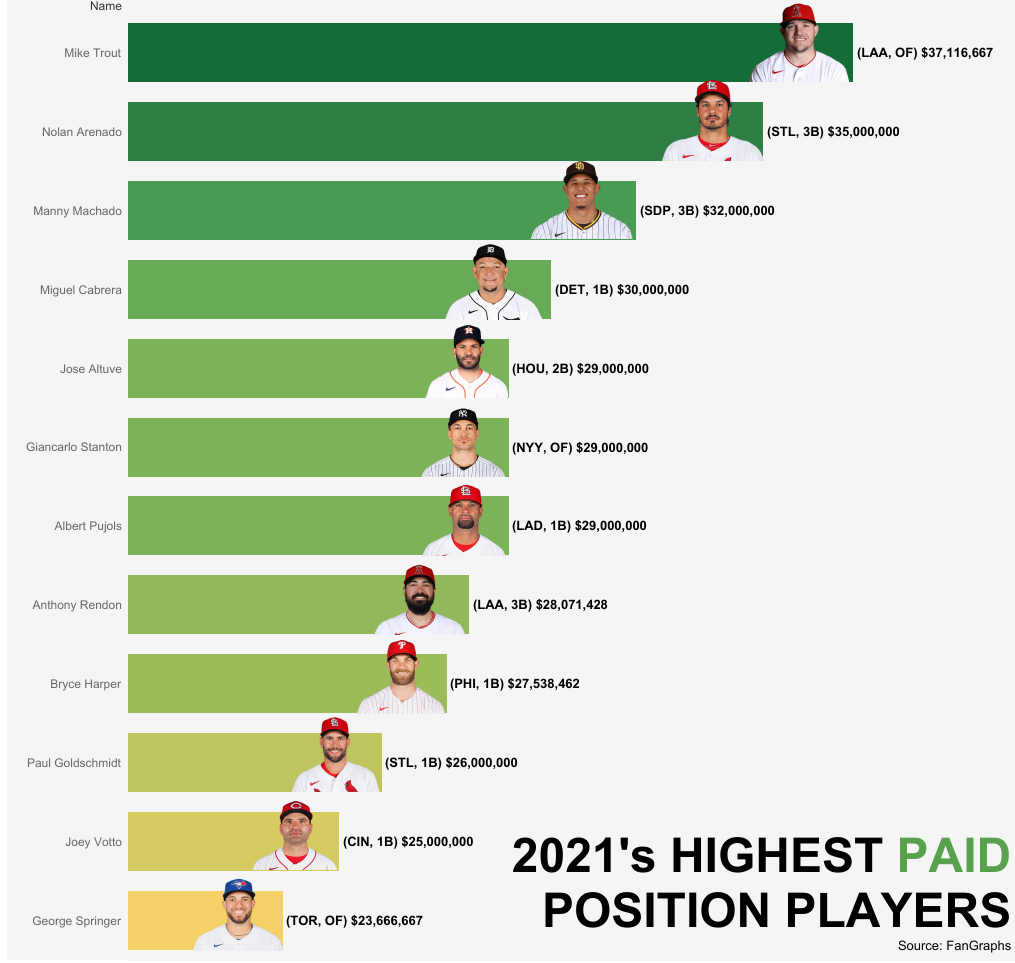 Name
Mike Trout (LAA, OF) $37,116,667
Nolan Arenado (STL, 3B) $35,000,000
Manny Machado (SDP, 3B) $32,000,000
Miguel Cabrera (DET, 1B) $30,000,000
Jose Altuve (HOU, 2B) $29,000,000
Giancarlo Stanton (NYY, OF) $29,000,000
Albert Pujols (LAD, 1B) $29,000,000
Anthony Rendon (LAA, 3B) $28,071,428
Bryce Harper (PHI, 1B) $27,538,462
Paul Goldschmidt (STL, 1B) $26,000,000
Joey Votto (CIN, 1B) $25,000,000
George Springer (TOR, OF) $23,666,667
2021's HIGHEST PAID
POSITION PLAYERS
Source: FanGraphs